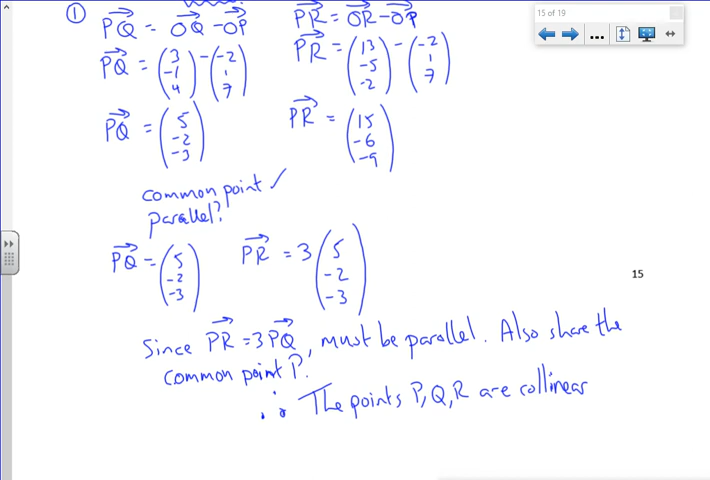 15 of 19
① PQ⃗ = OQ⃗ - OP⃗
PQ⃗ = (3 -1 4) - (-2 1 7)
PQ⃗ = (5 -2 -3)
PR⃗ = OR⃗ - OP⃗
PR⃗ = (13 -5 -2) - (-2 1 7)
PR⃗ = (15 -6 -9)
common point ✓
parallel?
PQ⃗ = (5 -2 -3) PR⃗ = 3 (5 -2 -3)
15
Since PR⃗ = 3PQ⃗, must be parallel. Also share the
common point P.
∴ The points P, Q, R are collinear